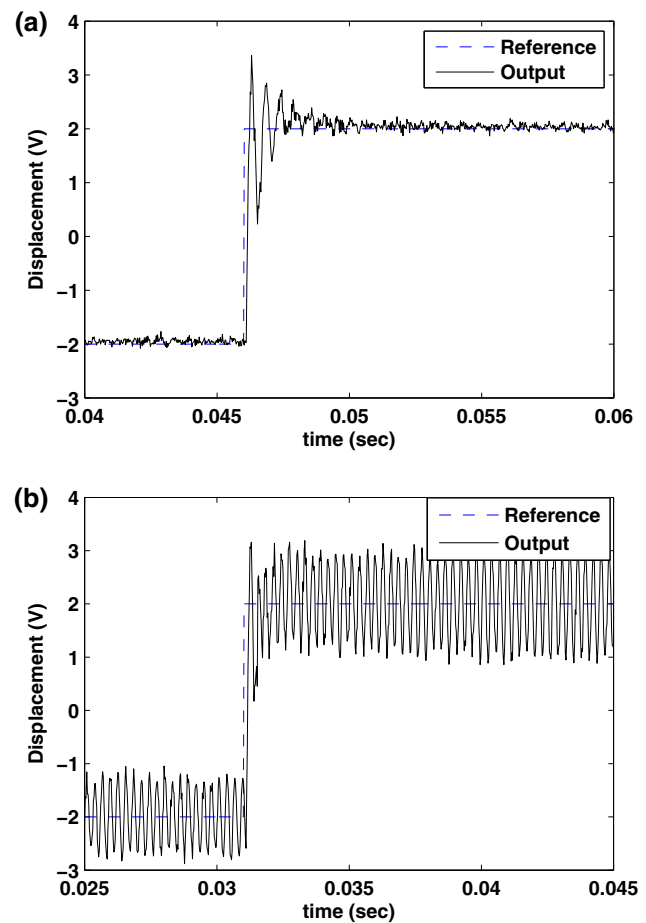 (a)
4
3
2
1
0
−1
−2
−3
Displacement (V)
Reference
Output
0.04
0.045
0.05
0.055
0.06
time (sec)
(b)
4
3
2
1
0
−1
−2
−3
Displacement (V)
Reference
Output
0.025
0.03
0.035
0.04
0.045
time (sec)